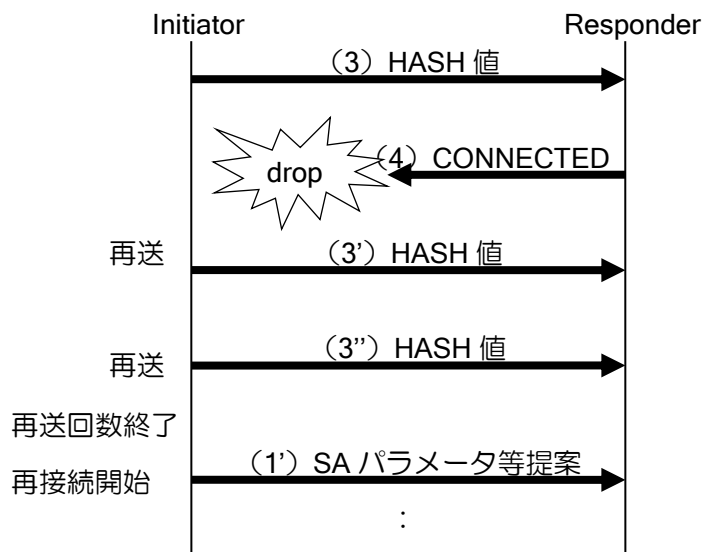 Initiator Responder
（3）HASH 値
（4）CONNECTED
drop
再送
（3'）HASH 値
（3''）HASH 値
再送
再送回数終了
（1'）SA パラメータ等提案
再接続開始
: